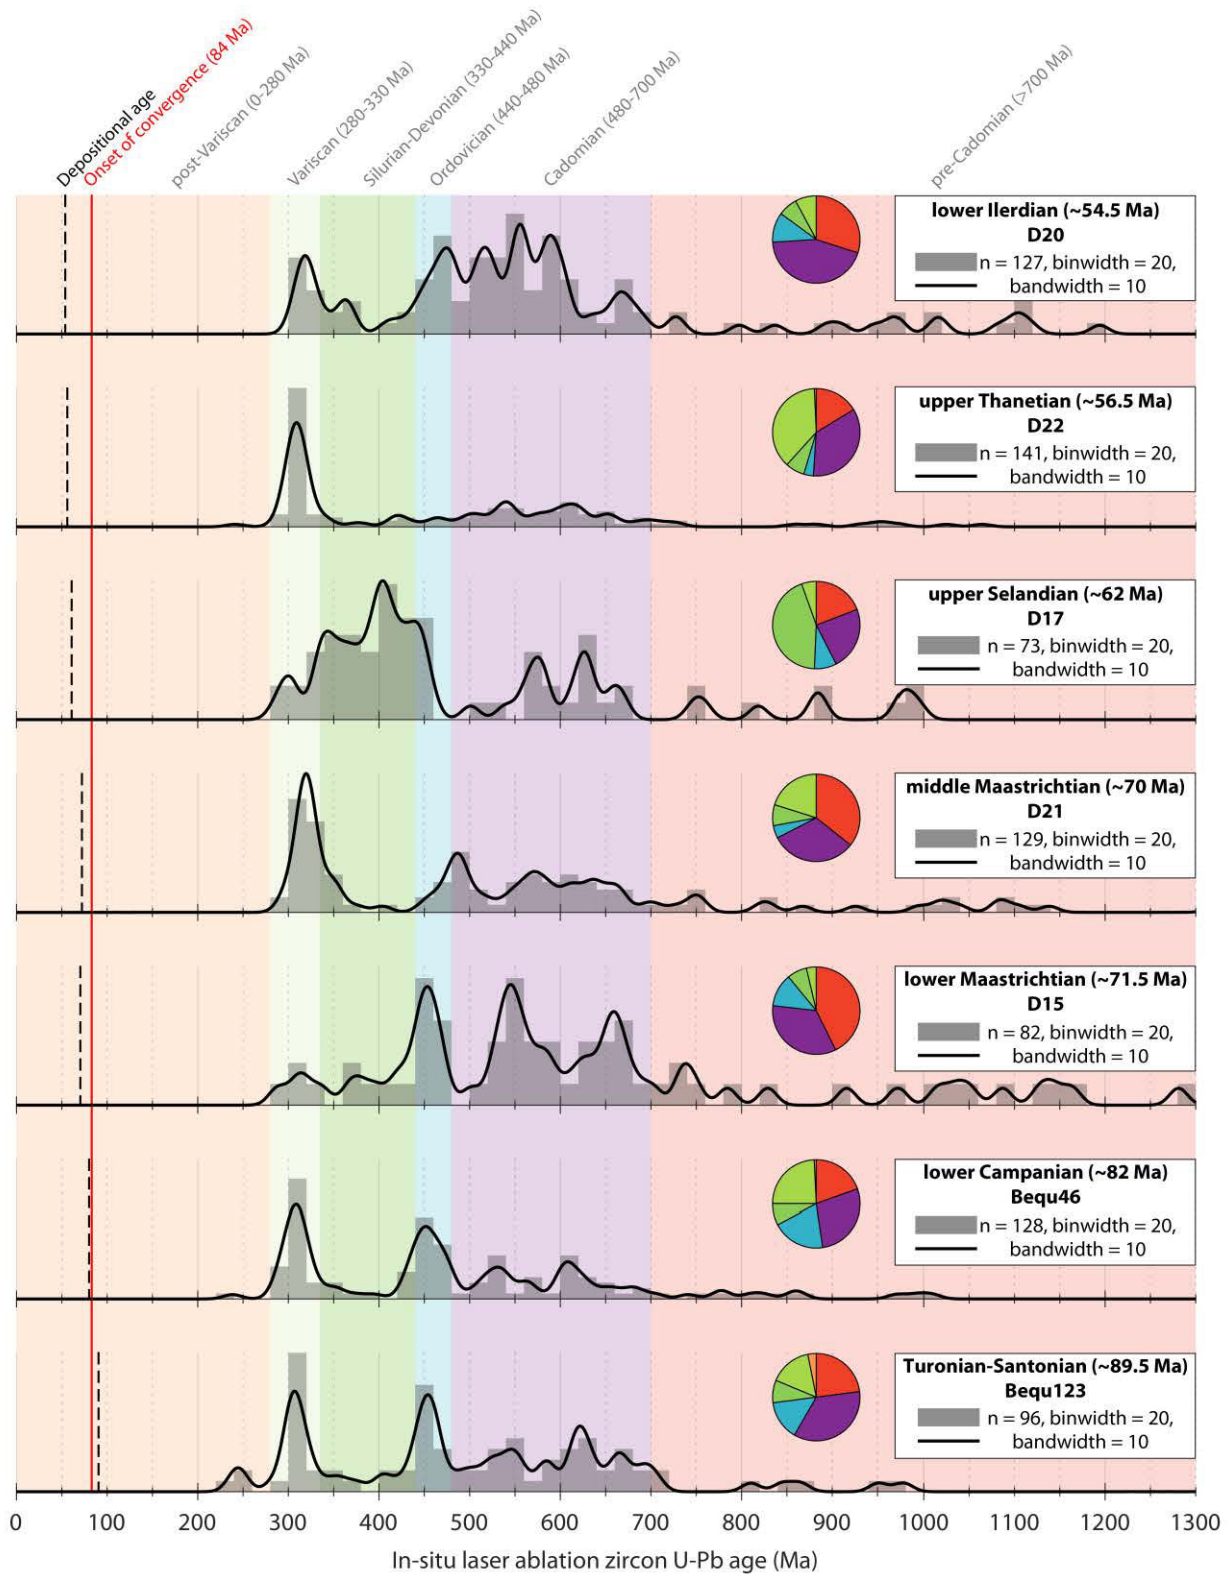 Depositional age
Onset of convergence (84 Ma)
post-Variscan (0-280 Ma)
Variscan (280-330 Ma)
Silurian-Devonian (330-440 Ma)
Ordovician (440-480 Ma)
Cadomian (480-700 Ma)
pre-Cadomian (>700 Ma)
lower Ilerdian (~54.5 Ma)
D20
n = 127, binwidth = 20,
bandwidth = 10
upper Thanetian (~56.5 Ma)
D22
n = 141, binwidth = 20,
bandwidth = 10
upper Selandian (~62 Ma)
D17
n = 73, binwidth = 20,
bandwidth = 10
middle Maastrichtian (~70 Ma)
D21
n = 129, binwidth = 20,
bandwidth = 10
lower Maastrichtian (~71.5 Ma)
D15
n = 82, binwidth = 20,
bandwidth = 10
lower Campanian (~82 Ma)
Bequ46
n = 128, binwidth = 20,
bandwidth = 10
Turonian-Santonian (~89.5 Ma)
Bequ123
n = 96, binwidth = 20,
bandwidth = 10
0 100 200 300 400 500 600 700 800 900 1000 1100 1200 1300
In-situ laser ablation zircon U-Pb age (Ma)